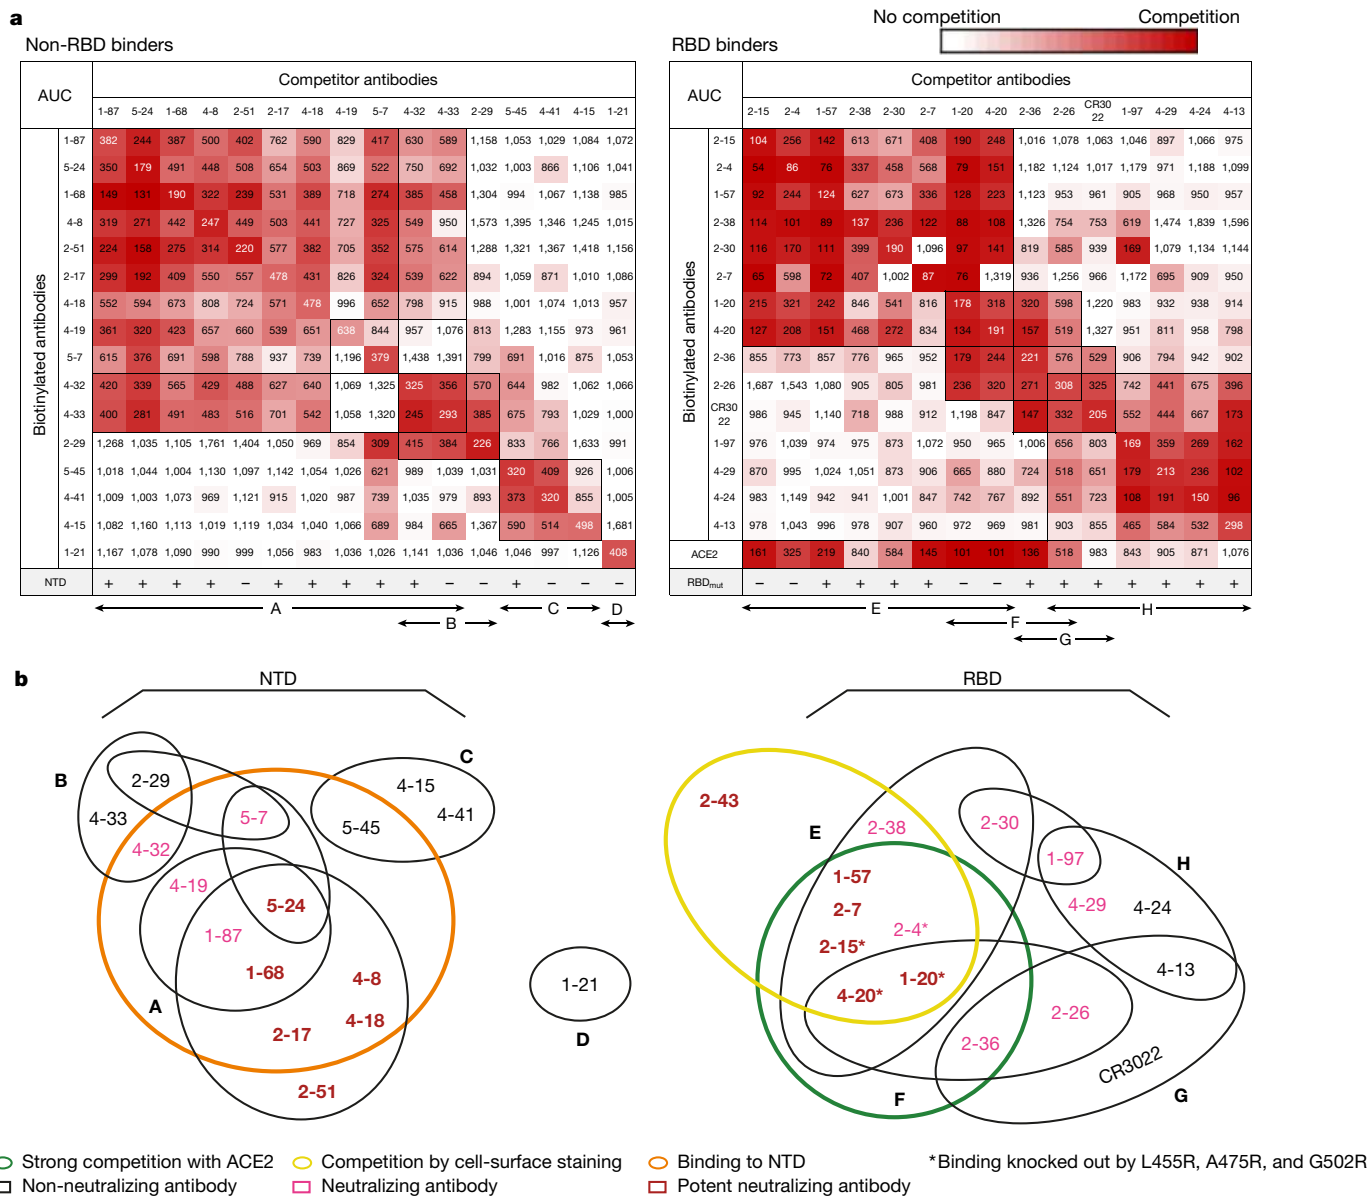 a
No competition Competition
Non-RBD binders
RBD binders
AUC
Competitor antibodies
1-87 5-24 1-68 4-8 2-51 2-17 4-18 4-19 5-7 4-32 4-33 2-29 5-45 4-41 4-15 1-21
Biotinylated antibodies
1-87 382 244 387 500 402 762 590 829 417 630 589 1,158 1,053 1,029 1,084 1,072
5-24 350 179 491 448 508 654 503 869 522 750 692 1,032 1,003 866 1,106 1,041
1-68 149 131 190 322 239 531 389 718 274 385 458 1,304 994 1,067 1,138 985
4-8 319 271 442 247 449 503 441 727 325 549 950 1,573 1,395 1,346 1,245 1,015
2-51 224 158 275 314 220 577 382 705 352 575 614 1,288 1,321 1,367 1,418 1,156
2-17 299 192 409 550 557 478 431 826 324 539 622 894 1,059 871 1,010 1,086
4-18 552 594 673 808 724 571 478 996 652 798 915 988 1,001 1,074 1,013 957
4-19 361 320 423 657 660 539 651 638 844 957 1,076 813 1,283 1,155 973 961
5-7 615 376 691 598 788 937 739 1,196 379 1,438 1,391 799 691 1,016 875 1,053
4-32 420 339 565 429 488 627 640 1,069 1,325 325 356 570 644 982 1,062 1,066
4-33 400 281 491 483 516 701 542 1,058 1,320 245 293 385 675 793 1,029 1,000
2-29 1,268 1,035 1,105 1,761 1,404 1,050 969 854 309 415 384 226 833 766 1,633 991
5-45 1,018 1,044 1,004 1,130 1,097 1,142 1,054 1,026 621 989 1,039 1,031 320 409 926 1,006
4-41 1,009 1,003 1,073 969 1,121 915 1,020 987 739 1,035 979 893 373 320 855 1,005
4-15 1,082 1,160 1,113 1,019 1,119 1,034 1,040 1,066 689 984 665 1,367 590 514 498 1,681
1-21 1,167 1,078 1,090 990 999 1,056 983 1,036 1,026 1,141 1,036 1,046 1,046 997 1,126 408
NTD + + + + − + + + + + − − + − − −
A
B
C
D
AUC
Competitor antibodies
2-15 2-4 1-57 2-38 2-30 2-7 1-20 4-20 2-36 2-26 CR30 22 1-97 4-29 4-24 4-13
Biotinylated antibodies
2-15 104 256 142 613 671 408 190 248 1,016 1,078 1,063 1,046 897 1,066 975
2-4 54 86 76 337 458 568 79 151 1,182 1,124 1,017 1,179 971 1,188 1,099
1-57 92 244 124 627 673 336 128 223 1,123 953 961 905 968 950 957
2-38 114 101 89 137 236 122 88 108 1,326 754 753 619 1,474 1,839 1,596
2-30 116 170 111 399 190 1,096 97 141 819 585 939 169 1,079 1,134 1,144
2-7 65 598 72 407 1,002 87 76 1,319 936 1,256 966 1,172 695 909 950
1-20 215 321 242 846 541 816 178 318 320 598 1,220 983 932 938 914
4-20 127 208 151 468 272 834 134 191 157 519 1,327 951 811 958 798
2-36 855 773 857 776 965 952 179 244 221 576 529 906 794 942 902
2-26 1,687 1,543 1,080 905 805 981 236 320 271 308 325 742 441 675 396
CR30 22 986 945 1,140 718 988 912 1,198 847 147 332 205 552 444 667 173
1-97 976 1,039 974 975 873 1,072 950 965 1,006 656 803 169 359 269 162
4-29 870 995 1,024 1,051 873 906 665 880 724 518 651 179 213 236 102
4-24 983 1,149 942 941 1,001 847 742 767 892 551 723 108 191 150 96
4-13 978 1,043 996 978 907 960 972 969 981 903 855 465 584 532 298
ACE2 161 325 219 840 584 145 101 101 136 518 983 843 905 871 1,076
RBDmut − − + + + + − − + + + + + + +
E
F
G
H
b
NTD
B
2-29
4-33
4-32
5-7
C
4-15
5-45
4-41
4-19
5-24
1-87
1-68
4-8
A
4-18
2-17
2-51
1-21
D
RBD
2-43
E
2-38
2-30
1-97
H
1-57
2-7
2-4*
4-29
4-24
2-15*
1-20*
4-20*
4-13
2-26
2-36
CR3022
F
G
Strong competition with ACE2 Competition by cell-surface staining Binding to NTD *Binding knocked out by L455R, A475R, and G502R
Non-neutralizing antibody Neutralizing antibody Potent neutralizing antibody